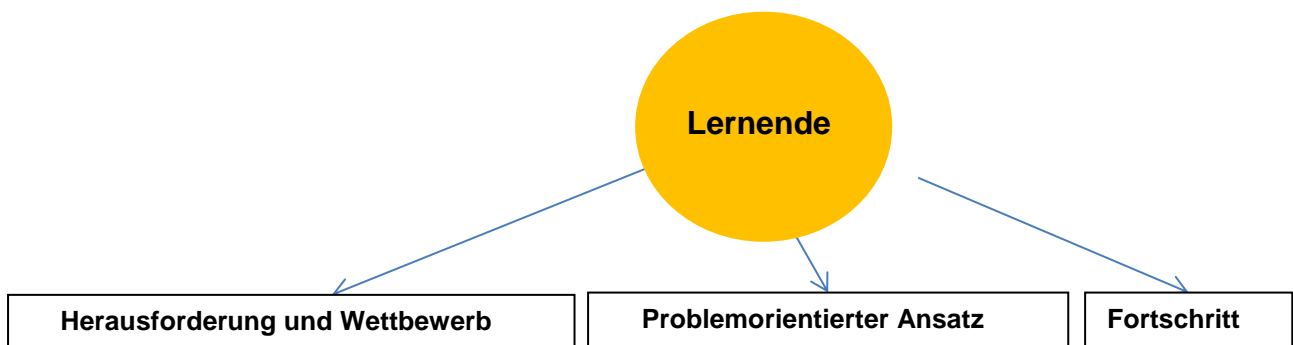 Lernende
Herausforderung und Wettbewerb
Problemorientierter Ansatz
Fortschritt